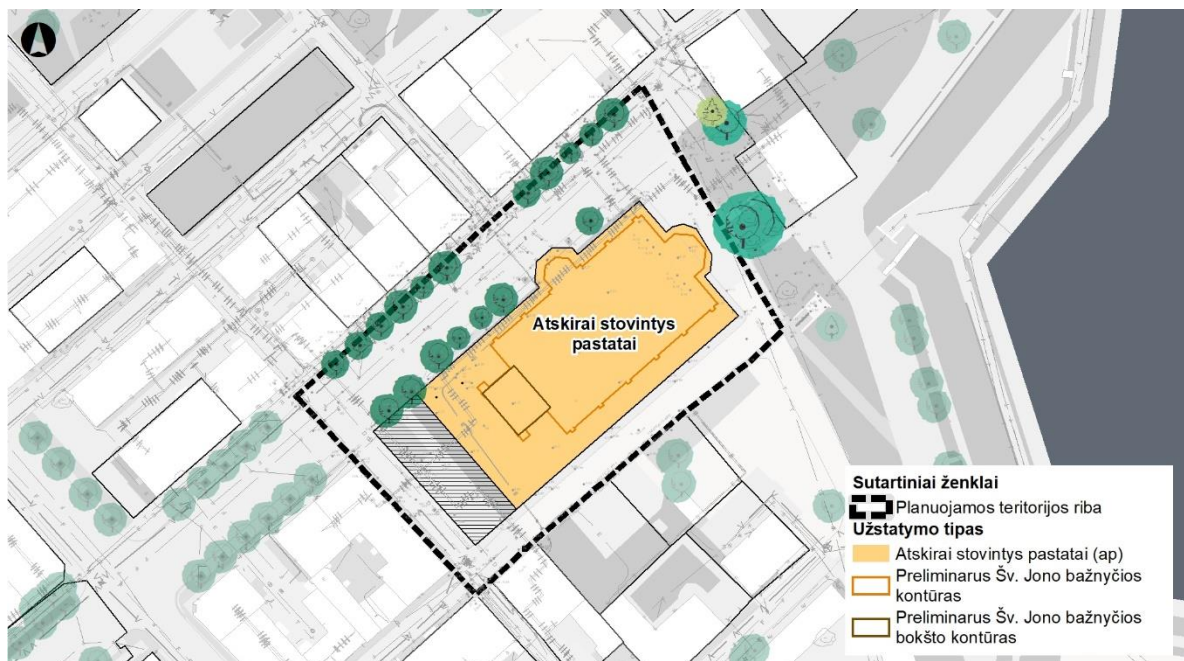 Atskirai stovintys
pastatai
Sutartiniai ženklai
Planuojamos teritorijos riba
Užstatymo tipas
Atskirai stovintys pastatai (ap)
Preliminarus Šv. Jono bažnyčios
kontūras
Preliminarus Šv. Jono bažnyčios
bokšto kontūras